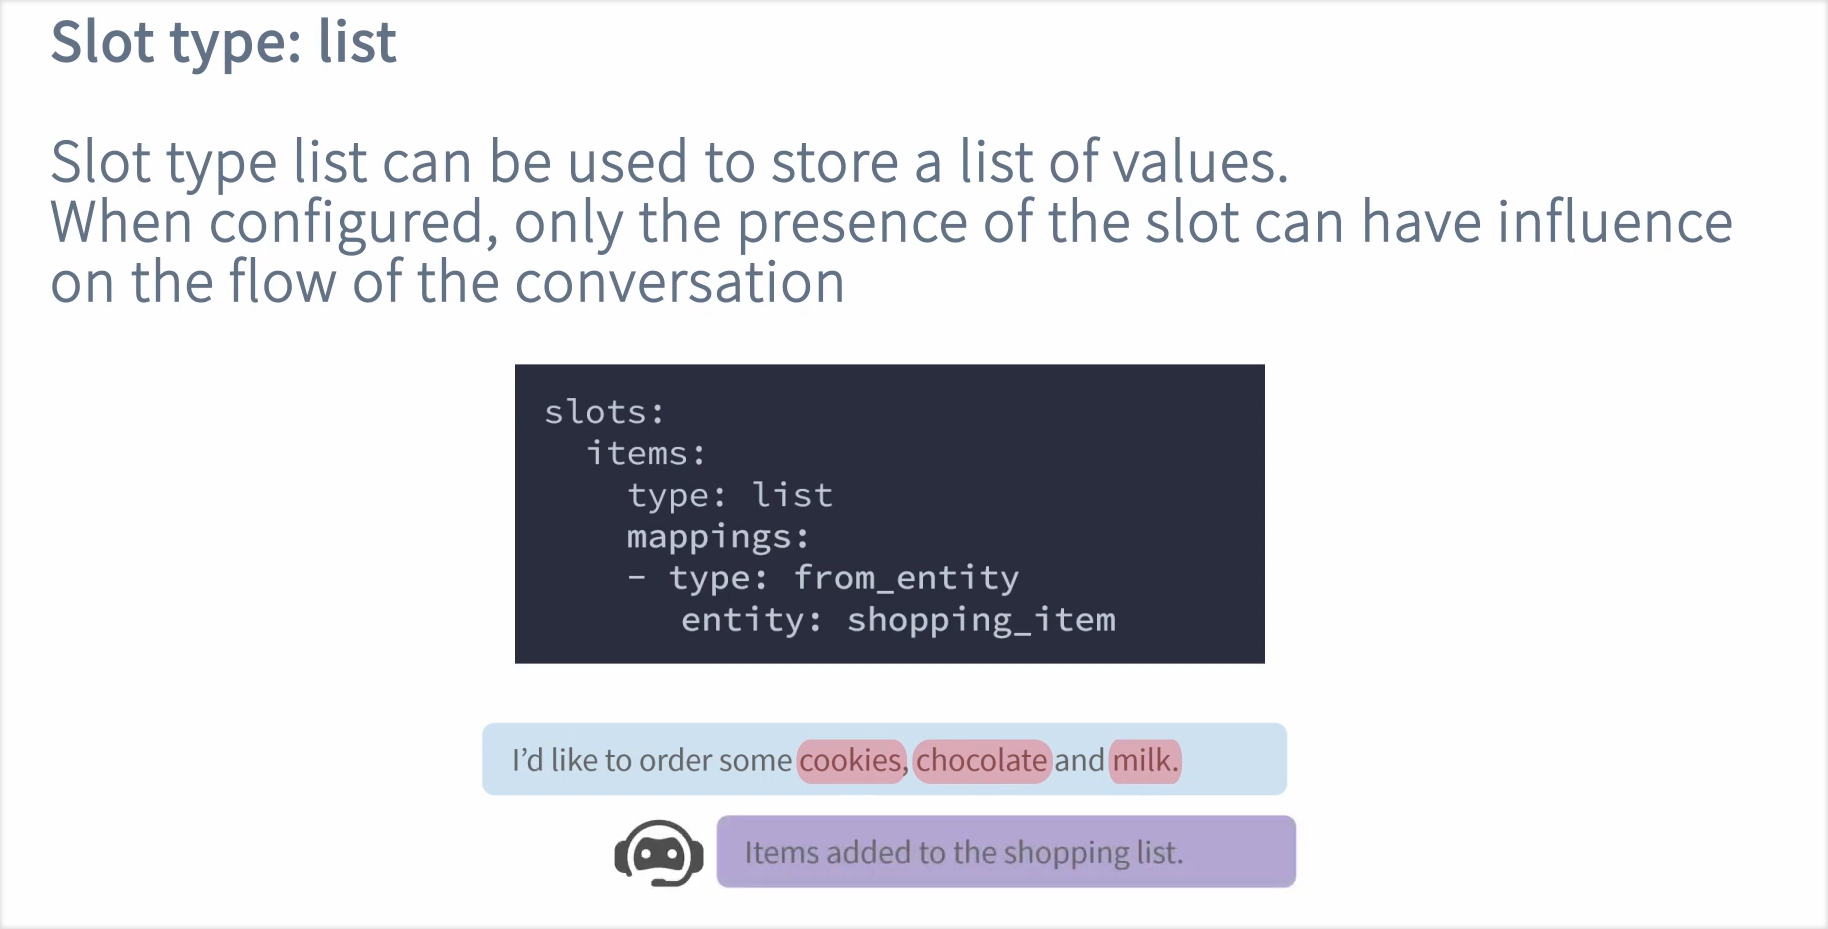 Slot type: list
Slot type list can be used to store a list of values.
When configured, only the presence of the slot can have influence
on the flow of the conversation
slots:
  items:
    type: list
    mappings:
    - type: from_entity
      entity: shopping_item
I’d like to order some cookies, chocolate and milk.
Items added to the shopping list.